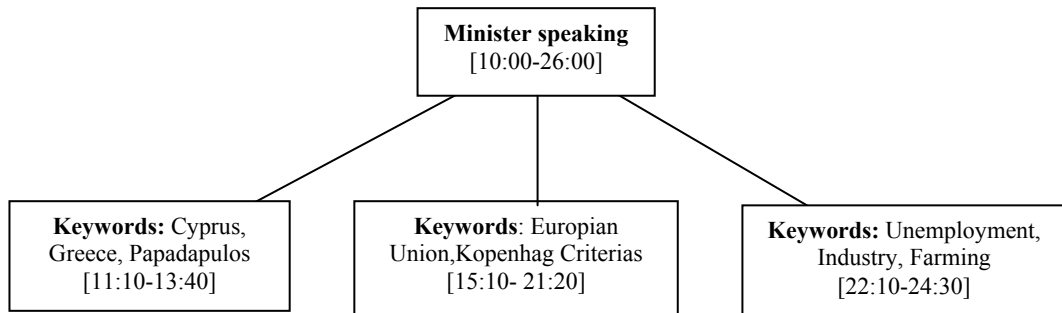 Minister speaking
[10:00-26:00]
Keywords: Cyprus,
Greece, Papadapulos
[11:10-13:40]
Keywords: Europian
Union,Kopenhag Criterias
[15:10- 21:20]
Keywords: Unemployment,
Industry, Farming
[22:10-24:30]